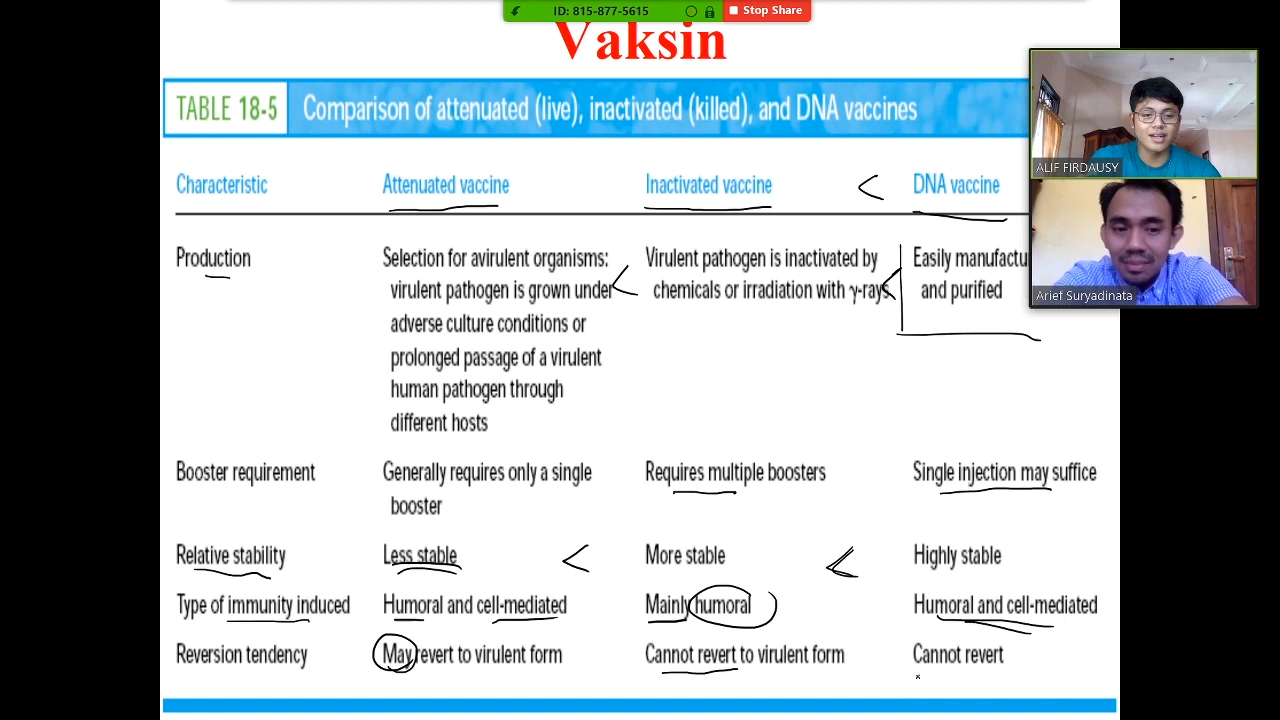 ID: 815-877-5615
Stop Share
Vaksin
TABLE 18-5 Comparison of attenuated (live), inactivated (killed), and DNA vaccines
Characteristic Attenuated vaccine Inactivated vaccine < DNA vaccine
Production Selection for avirulent organisms: Virulent pathogen is inactivated by Easily manufactu
virulent pathogen is grown under < chemicals or irradiation with γ-rays < and purified
adverse culture conditions or
prolonged passage of a virulent
human pathogen through
different hosts
Booster requirement Generally requires only a single Requires multiple boosters Single injection may suffice
booster
Relative stability Less stable < More stable < Highly stable
Type of immunity induced Humoral and cell-mediated Mainly humoral Humoral and cell-mediated
Reversion tendency May revert to virulent form Cannot revert to virulent form Cannot revert
ALIF FIRDAUSY
Arief Suryadinata